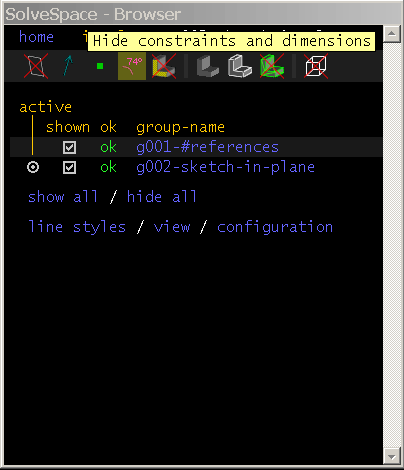 SolveSpace - Browser
home
Hide constraints and dimensions
74°
active
shown ok group-name
ok g001-#references
ok g002-sketch-in-plane
show all / hide all
line styles / view / configuration